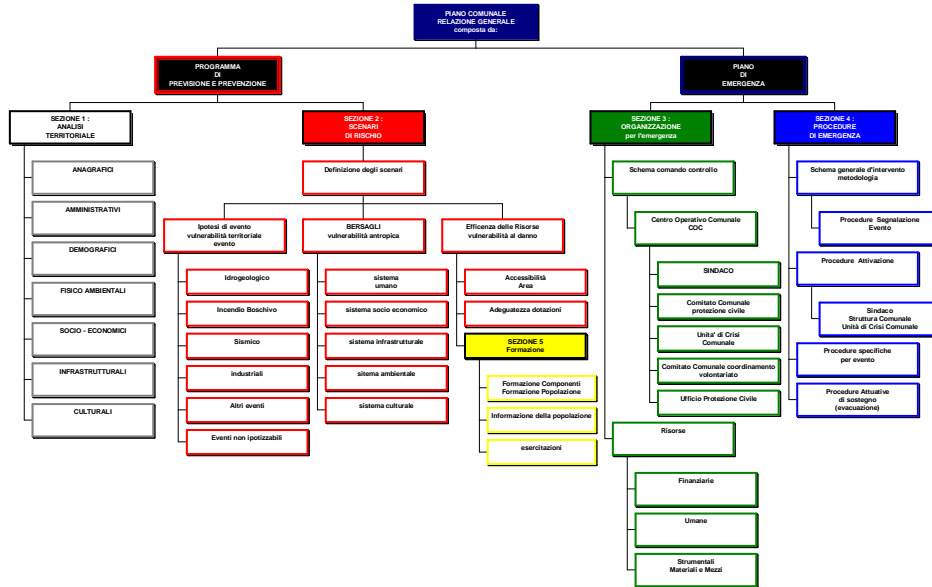 PIANO COMUNALE
RELAZIONE GENERALE
composta da:
PROGRAMMA
DI
PREVISIONE E PREVENZIONE
PIANO
DI
EMERGENZA
SEZIONE 1 :
ANALISI
TERRITORIALE
SEZIONE 2 :
SCENARI
DI RISCHIO
SEZIONE 3 :
ORGANIZZAZIONE
per l'emergenza
SEZIONE 4 :
PROCEDURE
DI EMERGENZA
ANAGRAFICI
AMMINISTRATIVI
DEMOGRAFICI
FISICO AMBIENTALI
SOCIO - ECONOMICI
INFRASTRUTTURALI
CULTURALI
Definizione degli scenari
Ipotesi di evento
vulnerabilità territoriale
evento
Idrogeologico
Incendio Boschivo
Sismico
industriali
Altri eventi
Eventi non ipotizzabili
BERSAGLI
vulnerabilità antropica
sistema
umano
sistema socio economico
sistema infrastrutturale
sitema ambientale
sistema culturale
Efficenza delle Risorse
vulnerabilità al danno
Accessibilità
Area
Adeguatezza dotazioni
SEZIONE 5
Formazione
Formazione Componenti
Formazione Popolazione
Informazione della popolazione
esercitazioni
Schema comando controllo
Centro Operativo Comunale
COC
SINDACO
Comitato Comunale
protezione civile
Unita' di Crisi
Comunale
Comitato Comunale coordinamento
volontariato
Ufficio Protezione Civile
Risorse
Finanziarie
Umane
Strumentali
Materiali e Mezzi
Schema generale d'intervento
metodologia
Procedure Segnalazione
Evento
Procedure Attivazione
Sindaco
Struttura Comunale
Unità di Crisi Comunale
Procedure specifiche
per evento
Procedure Attuative
di sostegno
(evacuazione)